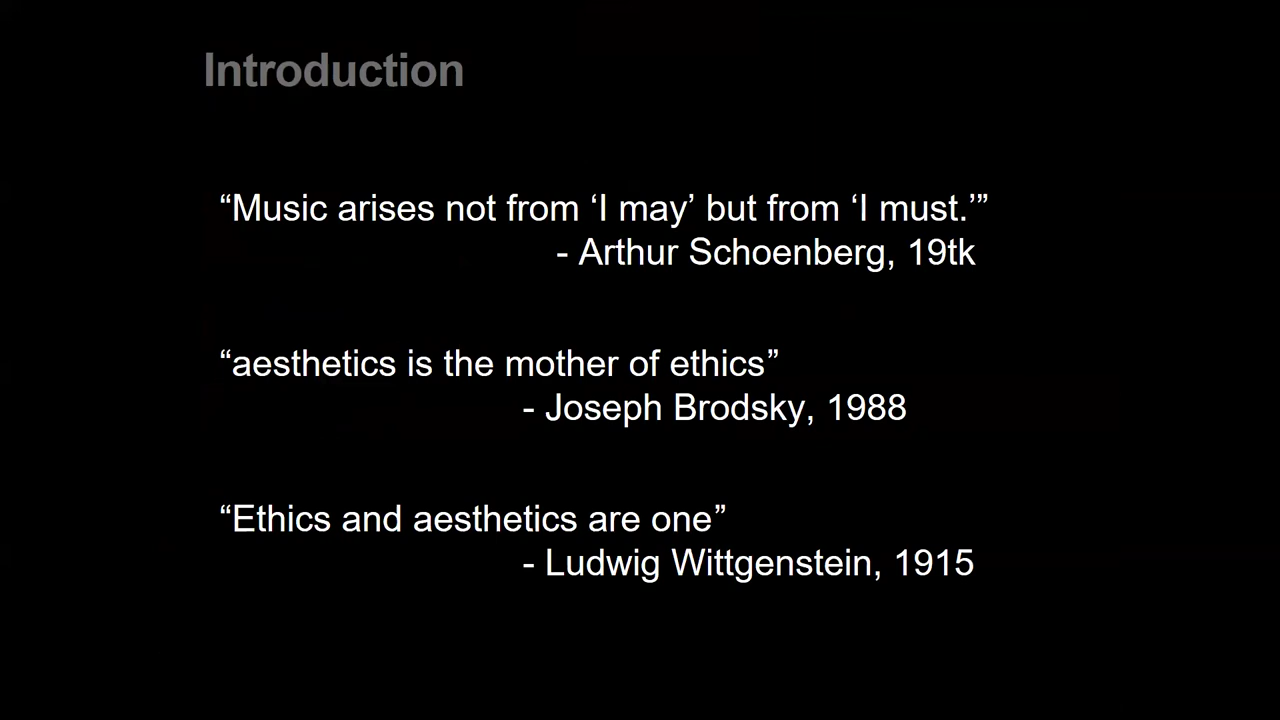 Introduction
“Music arises not from ‘I may’ but from ‘I must.’”
- Arthur Schoenberg, 19tk
“aesthetics is the mother of ethics”
- Joseph Brodsky, 1988
“Ethics and aesthetics are one”
- Ludwig Wittgenstein, 1915